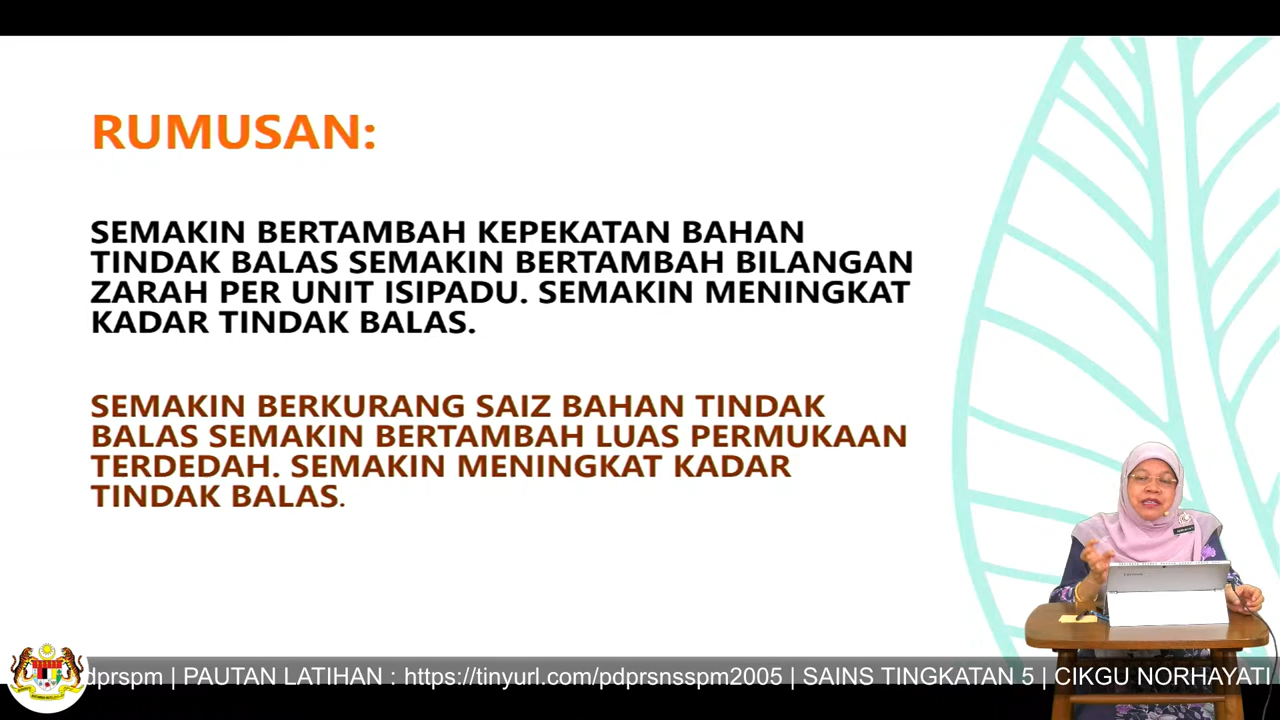 RUMUSAN:
SEMAKIN BERTAMBAH KEPEKATAN BAHAN
TINDAK BALAS SEMAKIN BERTAMBAH BILANGAN
ZARAH PER UNIT ISIPADU. SEMAKIN MENINGKAT
KADAR TINDAK BALAS.
SEMAKIN BERKURANG SAIZ BAHAN TINDAK
BALAS SEMAKIN BERTAMBAH LUAS PERMUKAAN
TERDEDAH. SEMAKIN MENINGKAT KADAR
TINDAK BALAS.
dprspm | PAUTAN LATIHAN : https://tinyurl.com/pdprsnsspm2005 | SAINS TINGKATAN 5 | CIKGU NORHAYATI